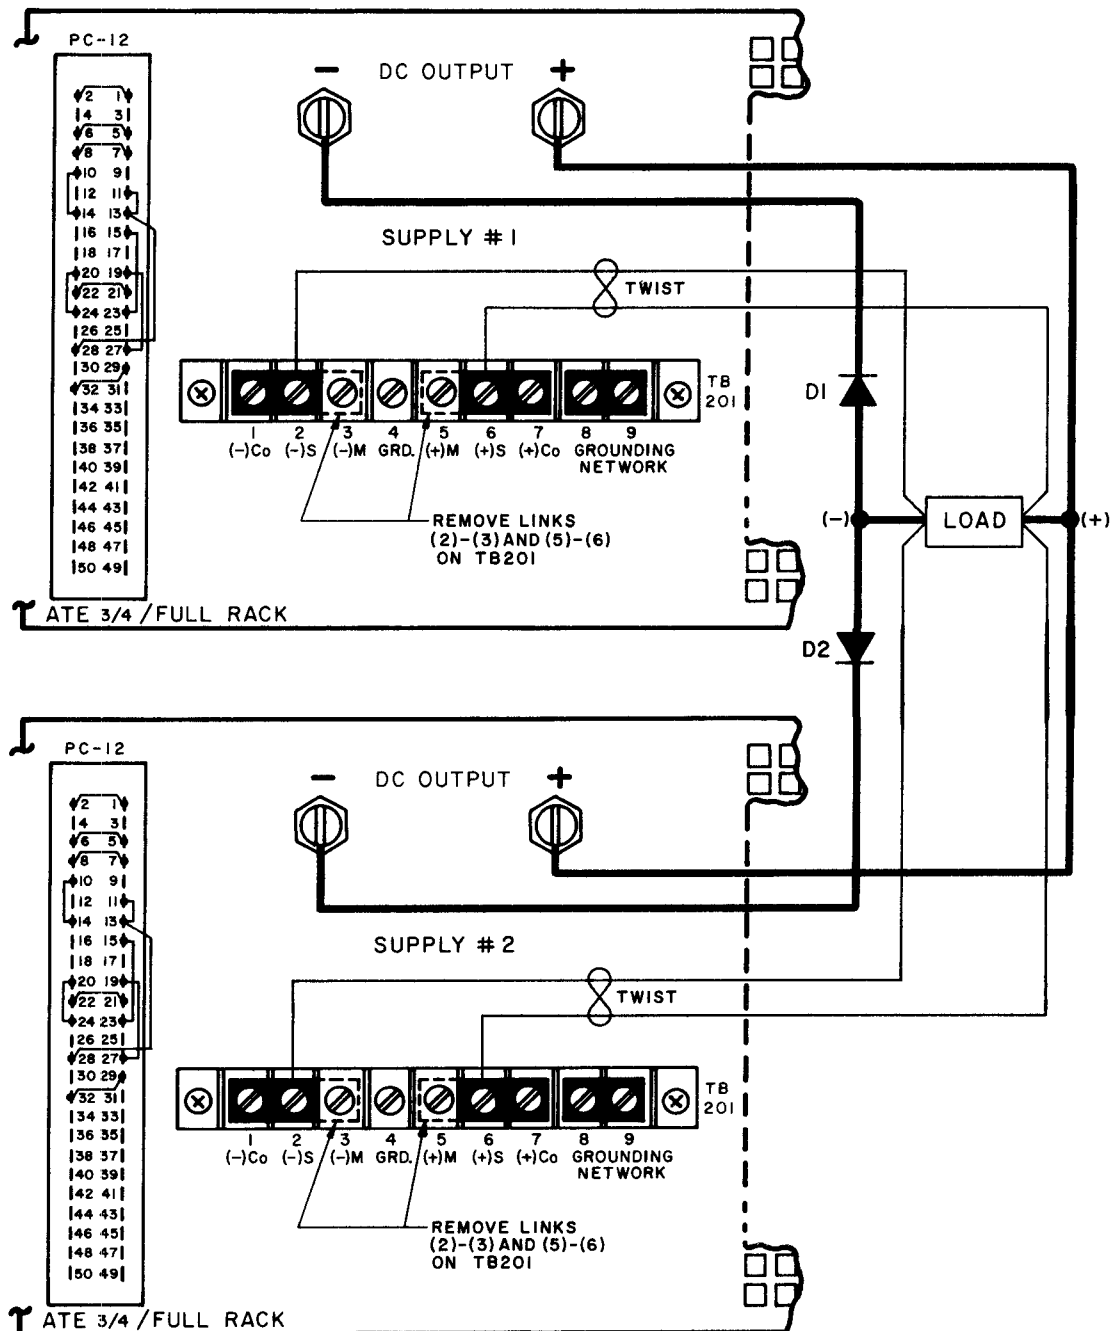 PC-12
− DC OUTPUT +
2 1
4 3
6 5
8 7
10 9
12 11
14 13
16 15
18 17
20 19
22 21
24 23
26 25
28 27
30 29
32 31
34 33
36 35
38 37
40 39
42 41
44 43
46 45
48 47
50 49
SUPPLY #1
TWIST
TB
201
1 2 3 4 5 6 7 8 9
(-)Co (-)S (-)M GRD. (+)M (+)S (+)Co GROUNDING
NETWORK
REMOVE LINKS
(2)-(3) AND (5)-(6)
ON TB201
ATE 3/4 / FULL RACK
D1
(-) LOAD (+)
D2
PC-12
− DC OUTPUT +
2 1
4 3
6 5
8 7
10 9
12 11
14 13
16 15
18 17
20 19
22 21
24 23
26 25
28 27
30 29
32 31
34 33
36 35
38 37
40 39
42 41
44 43
46 45
48 47
50 49
SUPPLY #2
TWIST
TB
201
1 2 3 4 5 6 7 8 9
(-)Co (-)S (-)M GRD. (+)M (+)S (+)Co GROUNDING
NETWORK
REMOVE LINKS
(2)-(3) AND (5)-(6)
ON TB201
ATE 3/4 / FULL RACK